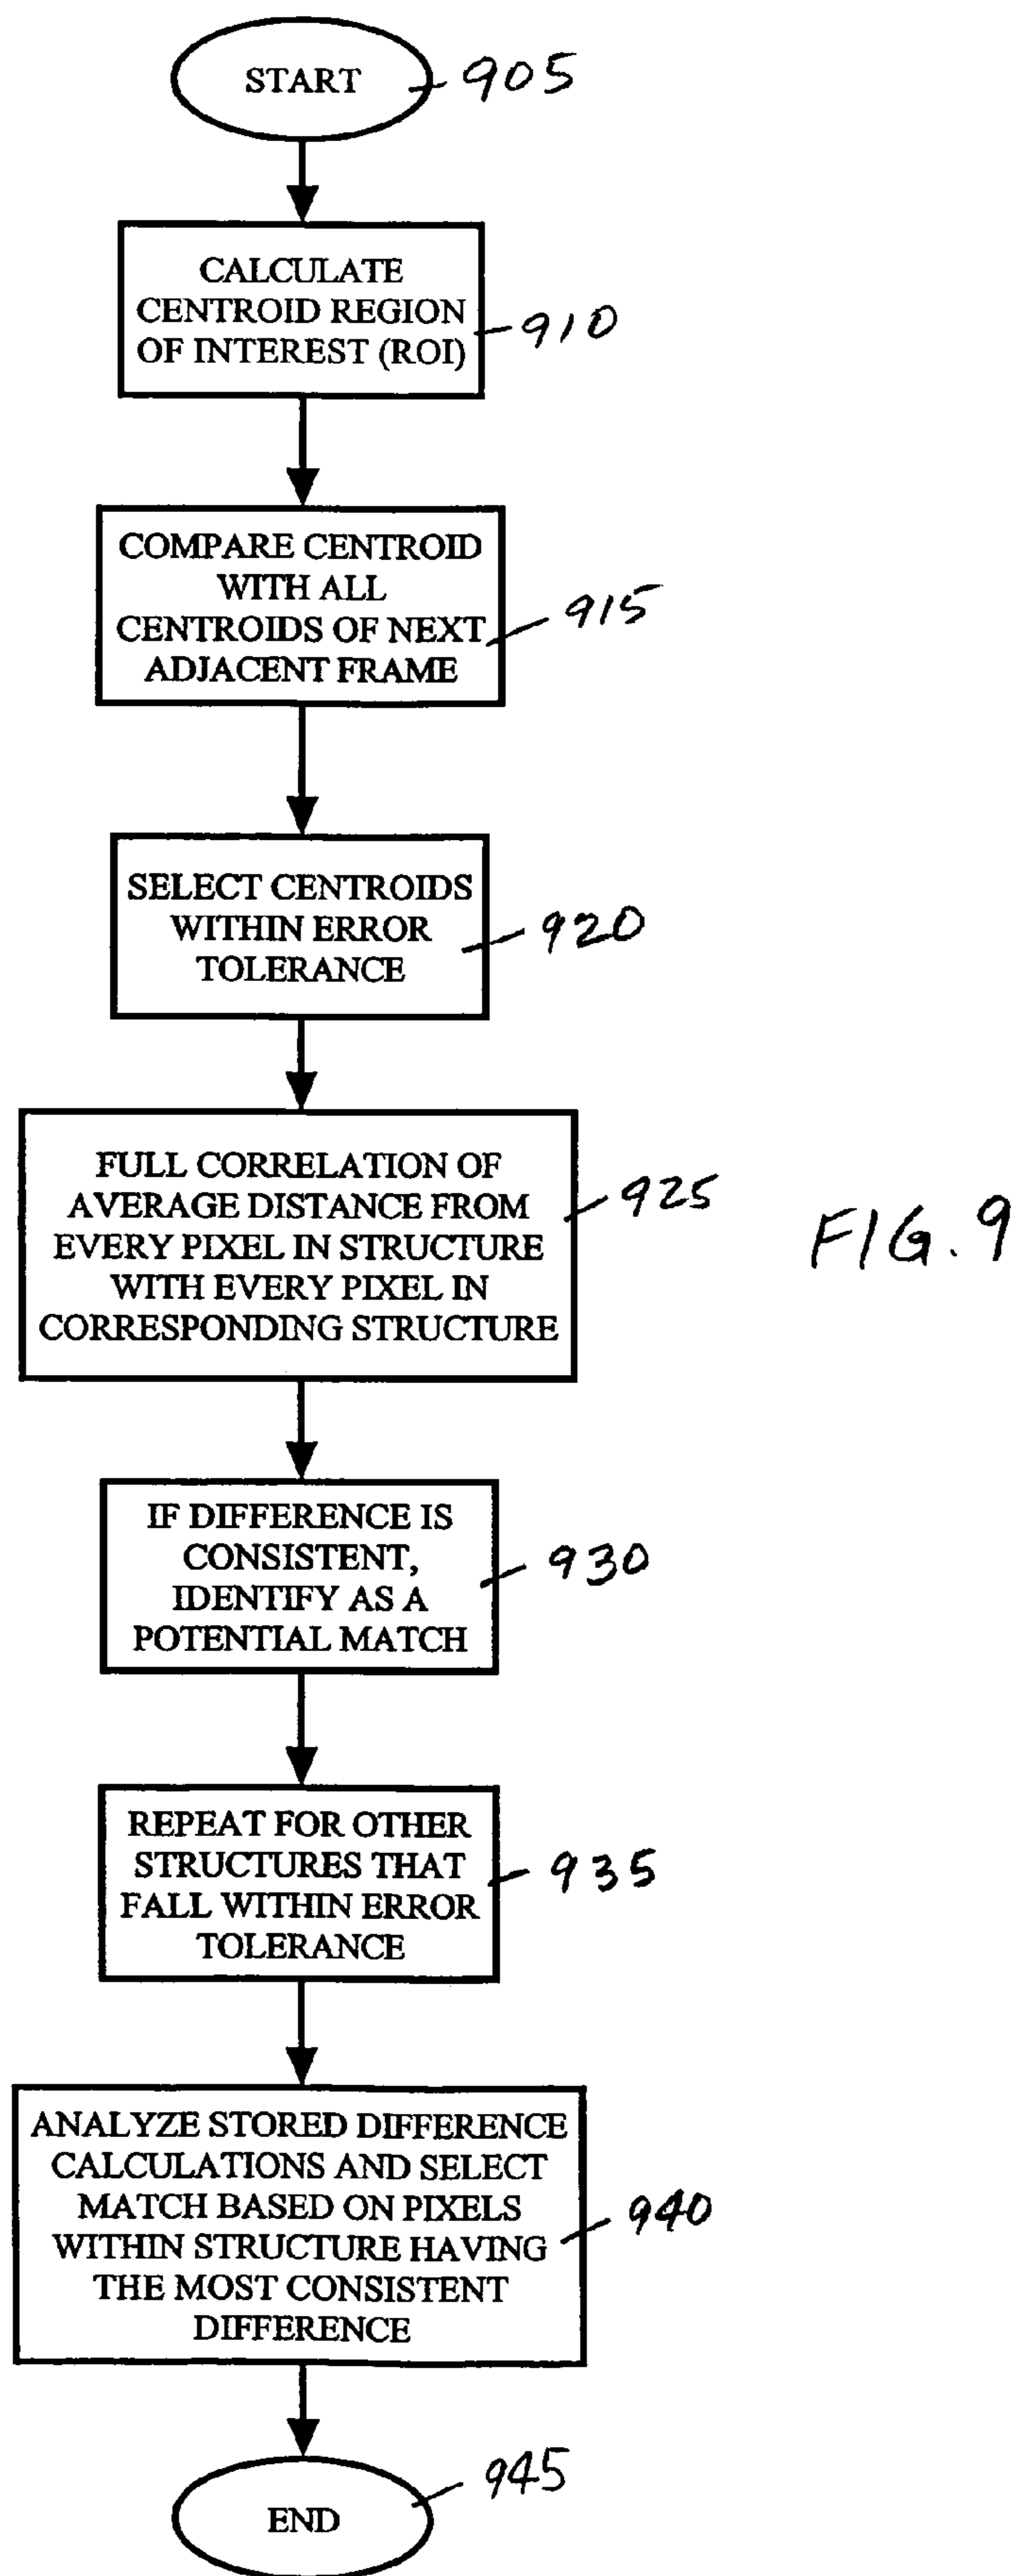 START
905
CALCULATE
CENTROID REGION
OF INTEREST (ROI)
910
COMPARE CENTROID
WITH ALL
CENTROIDS OF NEXT
ADJACENT FRAME
915
SELECT CENTROIDS
WITHIN ERROR
TOLERANCE
920
FULL CORRELATION OF
AVERAGE DISTANCE FROM
EVERY PIXEL IN STRUCTURE
WITH EVERY PIXEL IN
CORRESPONDING STRUCTURE
925
FIG. 9
IF DIFFERENCE IS
CONSISTENT,
IDENTIFY AS A
POTENTIAL MATCH
930
REPEAT FOR OTHER
STRUCTURES THAT
FALL WITHIN ERROR
TOLERANCE
935
ANALYZE STORED DIFFERENCE
CALCULATIONS AND SELECT
MATCH BASED ON PIXELS
WITHIN STRUCTURE HAVING
THE MOST CONSISTENT
DIFFERENCE
940
END
945